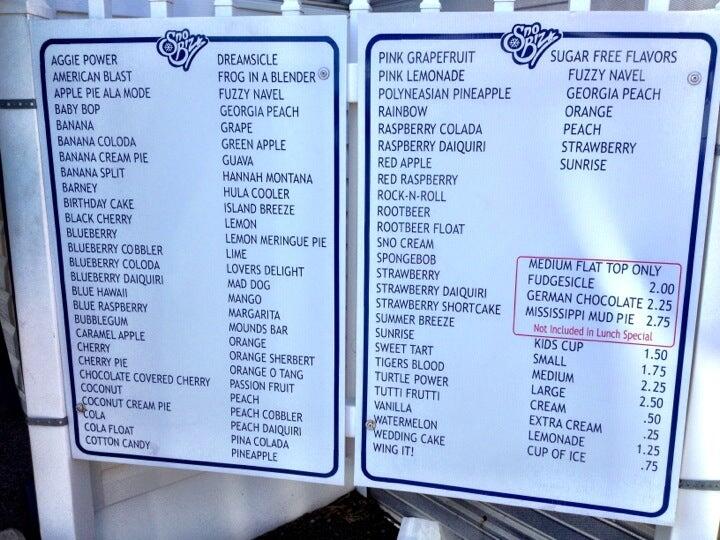 Sno Bizz
AGGIE POWER
AMERICAN BLAST
APPLE PIE ALA MODE
BABY BOP
BANANA
BANANA COLODA
BANANA CREAM PIE
BANANA SPLIT
BARNEY
BIRTHDAY CAKE
BLACK CHERRY
BLUEBERRY
BLUEBERRY COBBLER
BLUEBERRY COLODA
BLUEBERRY DAIQUIRI
BLUE HAWAII
BLUE RASPBERRY
BUBBLEGUM
CARAMEL APPLE
CHERRY
CHERRY PIE
CHOCOLATE COVERED CHERRY
COCONUT
COCONUT CREAM PIE
COLA
COLA FLOAT
COTTON CANDY
DREAMSICLE
FROG IN A BLENDER
FUZZY NAVEL
GEORGIA PEACH
GRAPE
GREEN APPLE
GUAVA
HANNAH MONTANA
HULA COOLER
ISLAND BREEZE
LEMON
LEMON MERINGUE PIE
LIME
LOVERS DELIGHT
MAD DOG
MANGO
MARGARITA
MOUNDS BAR
ORANGE
ORANGE SHERBERT
ORANGE O TANG
PASSION FRUIT
PEACH
PEACH COBBLER
PEACH DAIQUIRI
PINA COLADA
PINEAPPLE
Sno Bizz
PINK GRAPEFRUIT
PINK LEMONADE
POLYNEASIAN PINEAPPLE
RAINBOW
RASPBERRY COLADA
RASPBERRY DAIQUIRI
RED APPLE
RED RASPBERRY
ROCK-N-ROLL
ROOTBEER
ROOTBEER FLOAT
SNO CREAM
SPONGEBOB
STRAWBERRY
STRAWBERRY DAIQUIRI
STRAWBERRY SHORTCAKE
SUMMER BREEZE
SUNRISE
SWEET TART
TIGERS BLOOD
TURTLE POWER
TUTTI FRUTTI
VANILLA
WATERMELON
WEDDING CAKE
WING IT!
SUGAR FREE FLAVORS
FUZZY NAVEL
GEORGIA PEACH
ORANGE
PEACH
STRAWBERRY
SUNRISE
MEDIUM FLAT TOP ONLY
FUDGESICLE 2.00
GERMAN CHOCOLATE 2.25
MISSISSIPPI MUD PIE 2.75
Not Included in Lunch Special
KIDS CUP 1.50
SMALL 1.75
MEDIUM 2.25
LARGE 2.50
CREAM .50
EXTRA CREAM .25
LEMONADE 1.25
CUP OF ICE .75